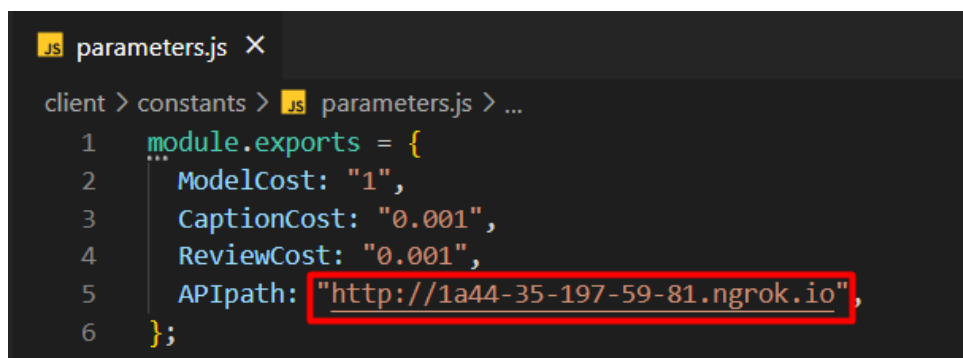 JS parameters.js ×
client > constants > JS parameters.js > ...
1 module.exports = {
2 ModelCost: "1",
3 CaptionCost: "0.001",
4 ReviewCost: "0.001",
5 APIpath: "http://1a44-35-197-59-81.ngrok.io",
6 };